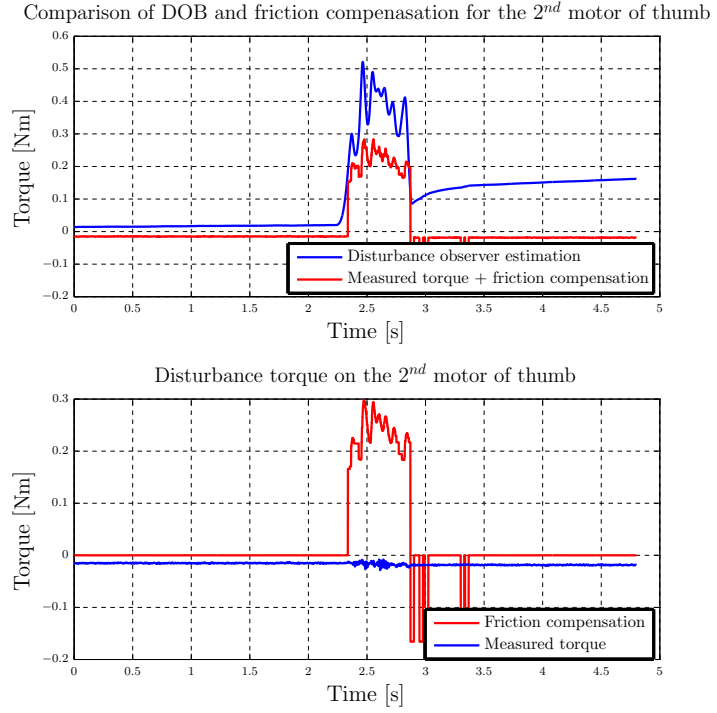 Comparison of DOB and friction compenasation for the 2nd motor of thumb
0.6
0.5
0.4
0.3
0.2
0.1
0
−0.1
−0.2
Torque [Nm]
Disturbance observer estimation
Measured torque + friction compensation
0 0.5 1 1.5 2 2.5 3 3.5 4 4.5 5
Time [s]
Disturbance torque on the 2nd motor of thumb
0.3
0.2
0.1
0
−0.1
−0.2
Torque [Nm]
Friction compensation
Measured torque
0 0.5 1 1.5 2 2.5 3 3.5 4 4.5 5
Time [s]